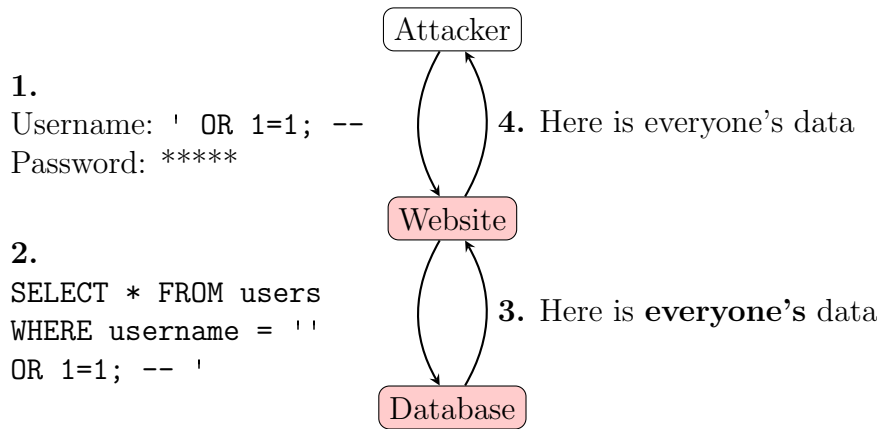 Attacker
1.
Username: ' OR 1=1; --
Password: *****
4. Here is everyone's data
Website
2.
SELECT * FROM users
WHERE username = ''
OR 1=1; -- '
3. Here is everyone's data
Database